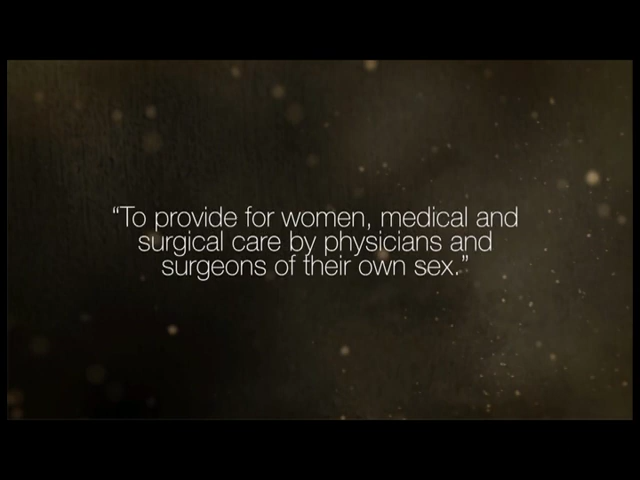 “To provide for women, medical and
surgical care by physicians and
surgeons of their own sex.”